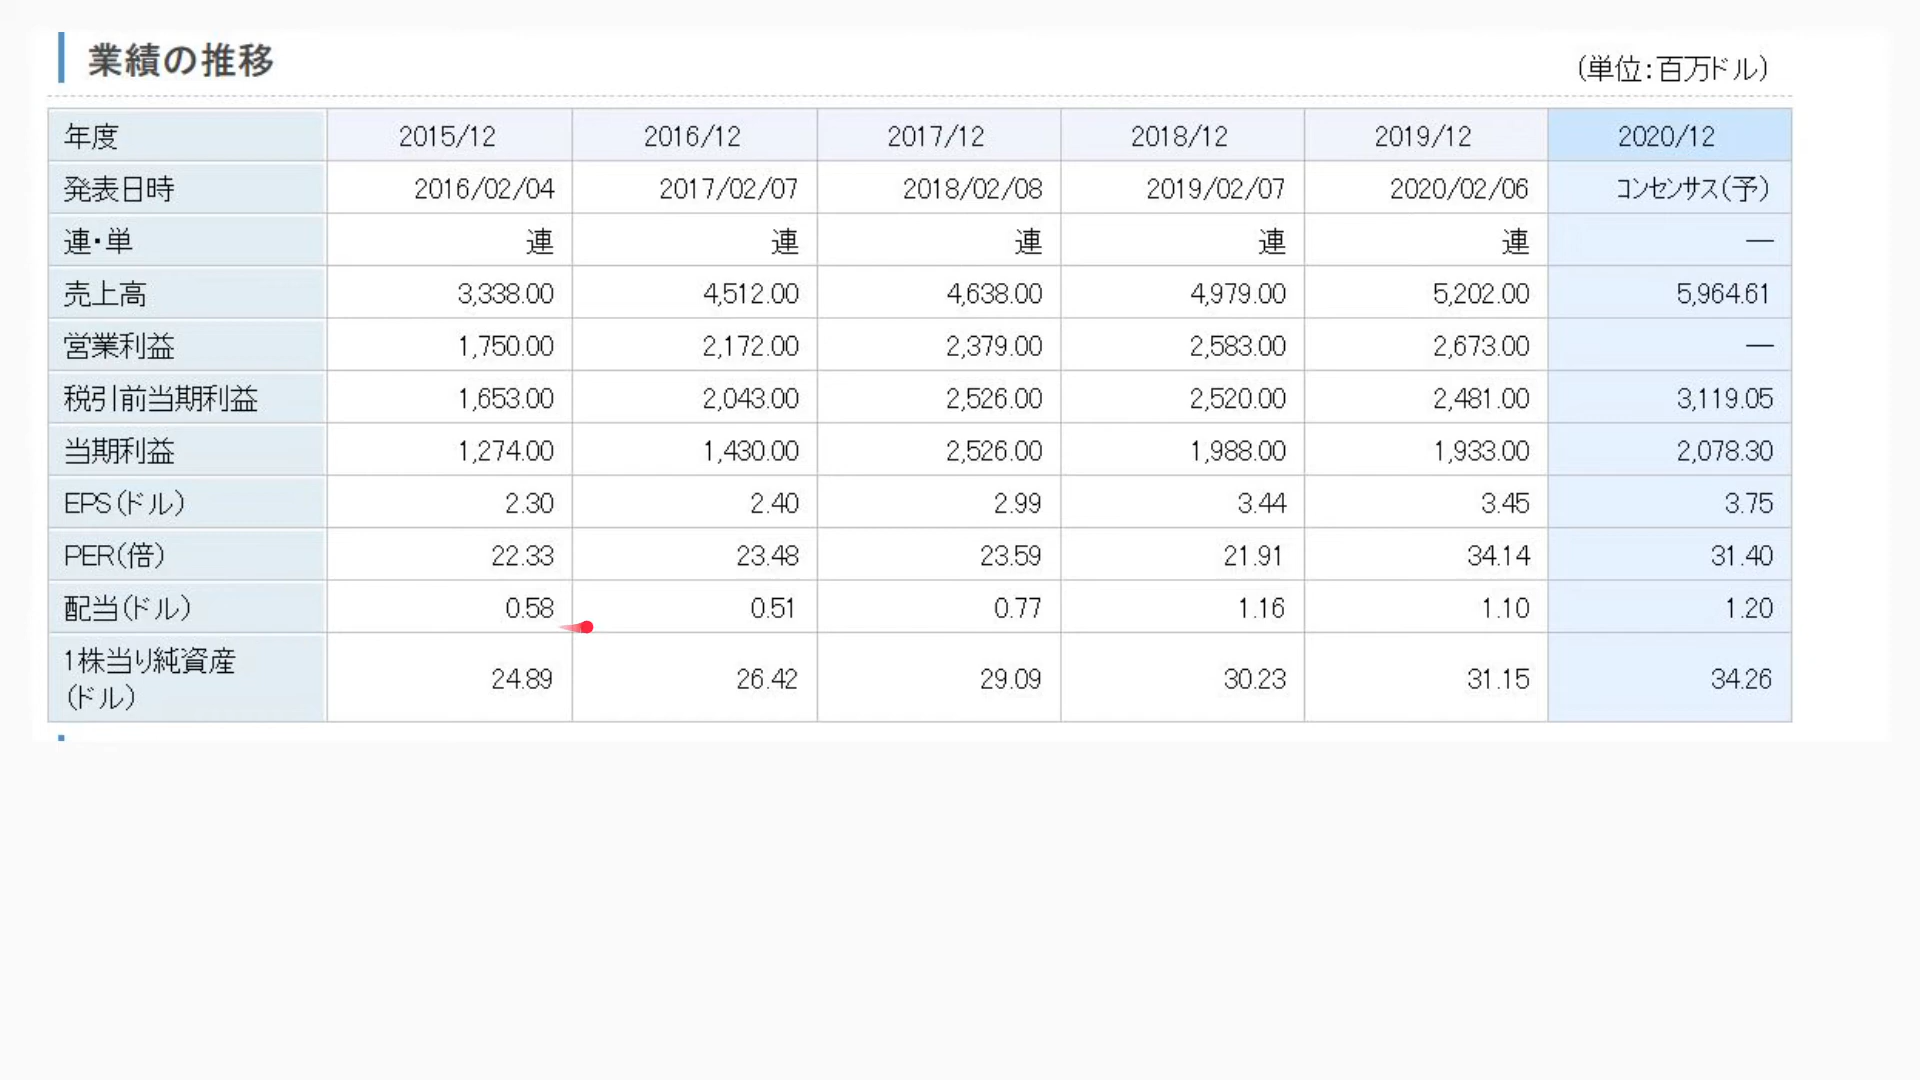 業績の推移
(単位:百万ドル)
年度 2015/12 2016/12 2017/12 2018/12 2019/12 2020/12
発表日時 2016/02/04 2017/02/07 2018/02/08 2019/02/07 2020/02/06 コンセンサス(予)
連・単 連 連 連 連 連 ―
売上高 3,338.00 4,512.00 4,638.00 4,979.00 5,202.00 5,964.61
営業利益 1,750.00 2,172.00 2,379.00 2,583.00 2,673.00 ―
税引前当期利益 1,653.00 2,043.00 2,526.00 2,520.00 2,481.00 3,119.05
当期利益 1,274.00 1,430.00 2,526.00 1,988.00 1,933.00 2,078.30
EPS(ドル) 2.30 2.40 2.99 3.44 3.45 3.75
PER(倍) 22.33 23.48 23.59 21.91 34.14 31.40
配当(ドル) 0.58 0.51 0.77 1.16 1.10 1.20
1株当り純資産
(ドル) 24.89 26.42 29.09 30.23 31.15 34.26